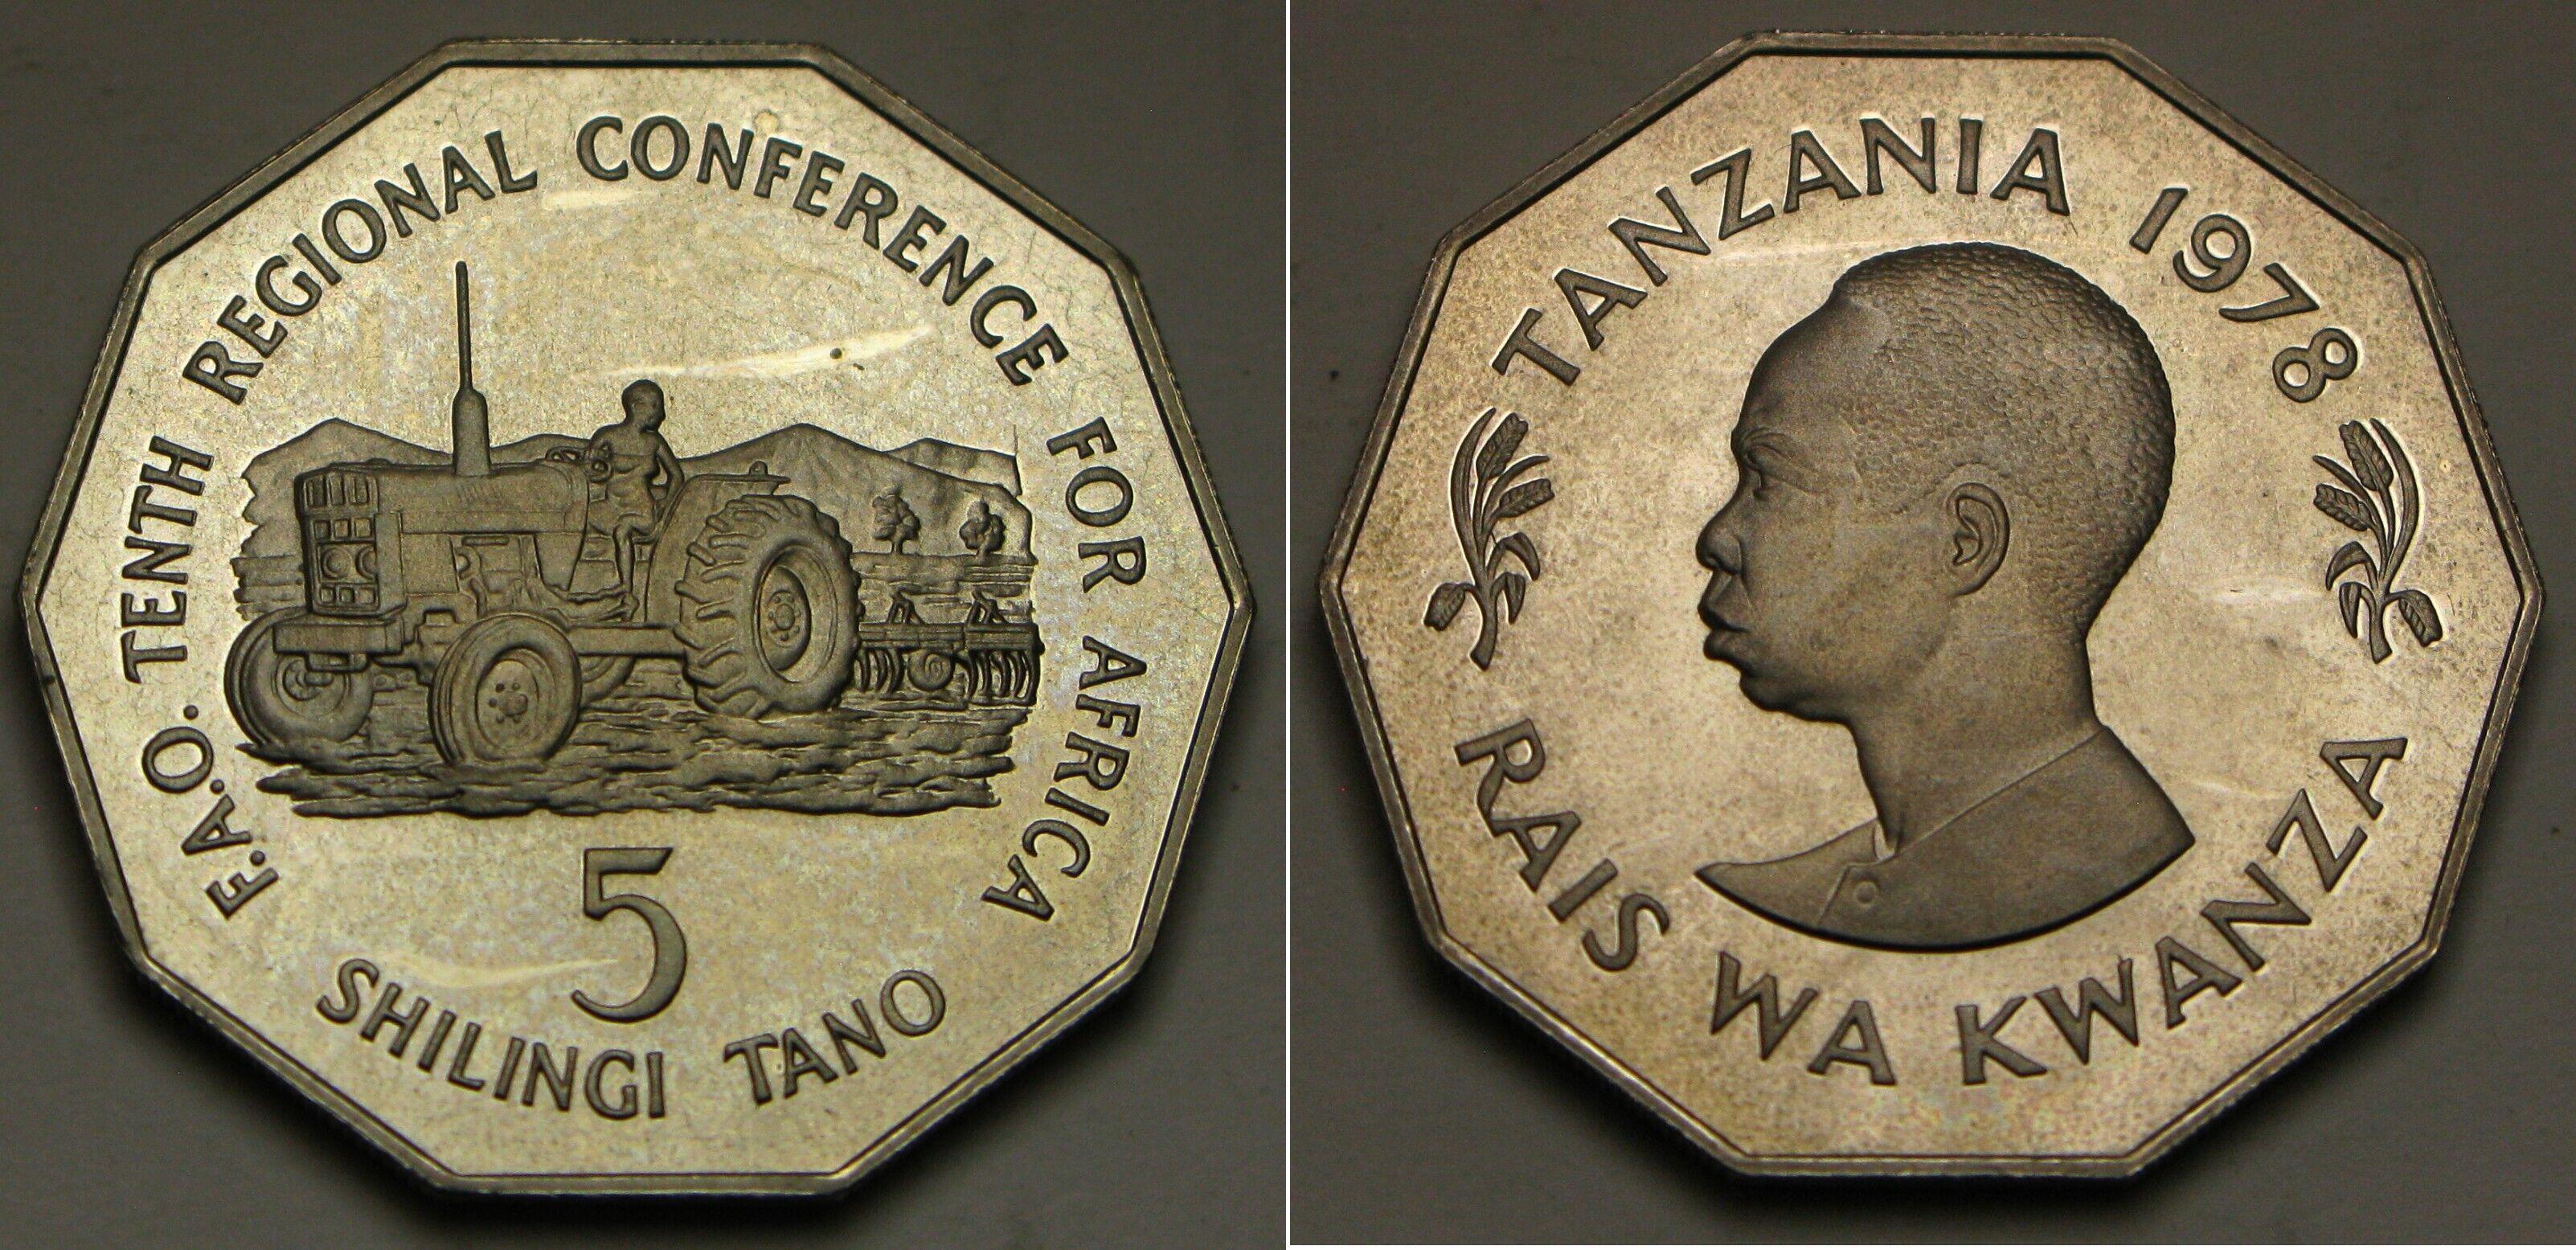 F.A.O. TENTH REGIONAL CONFERENCE FOR AFRICA
5
SHILINGI TANO
TANZANIA 1978
RAIS WA KWANZA